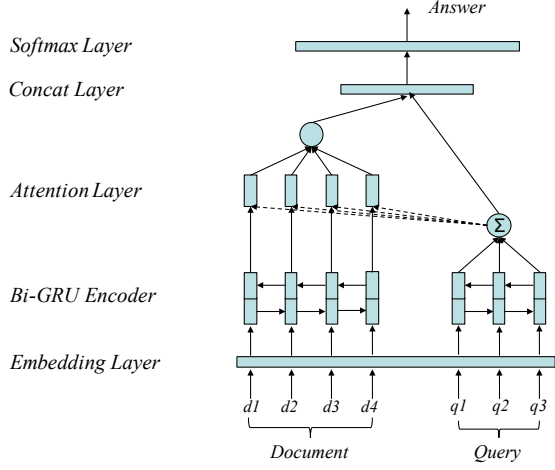 Answer
Softmax Layer
Concat Layer
Attention Layer
Σ
Bi-GRU Encoder
Embedding Layer
d1 d2 d3 d4 q1 q2 q3
Document Query